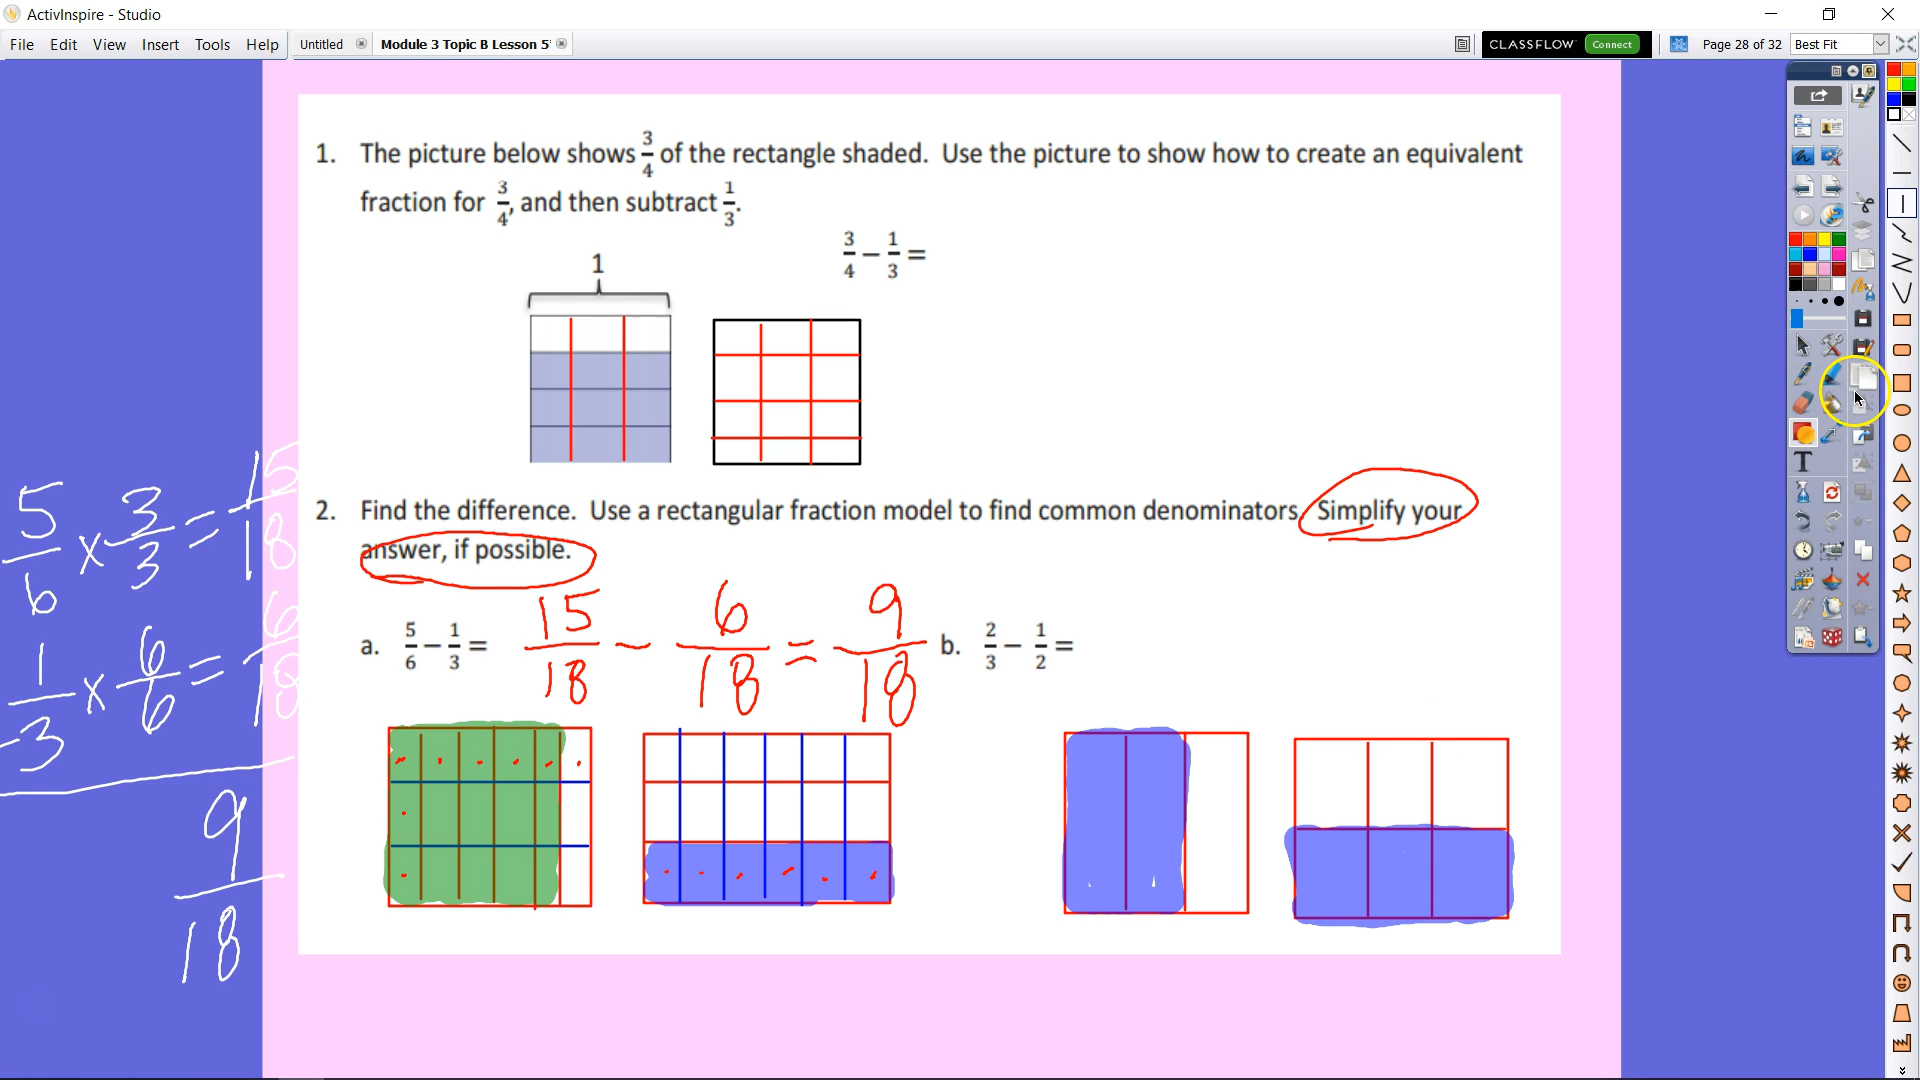 ActivInspire - Studio
File Edit View Insert Tools Help Untitled Module 3 Topic B Lesson 5 CLASSFLOW Connect Page 28 of 32 Best Fit
1. The picture below shows 3/4 of the rectangle shaded. Use the picture to show how to create an equivalent
fraction for 3/4, and then subtract 1/3.
3/4 − 1/3 =
1
2. Find the difference. Use a rectangular fraction model to find common denominators. Simplify your
answer, if possible.
a. 5/6 − 1/3 = 15/18 − 6/18 = 9/18 b. 2/3 − 1/2 =
5/6 x 3/3 = 15/18
- 1/3 x 6/6 = 6/18
9/18
T